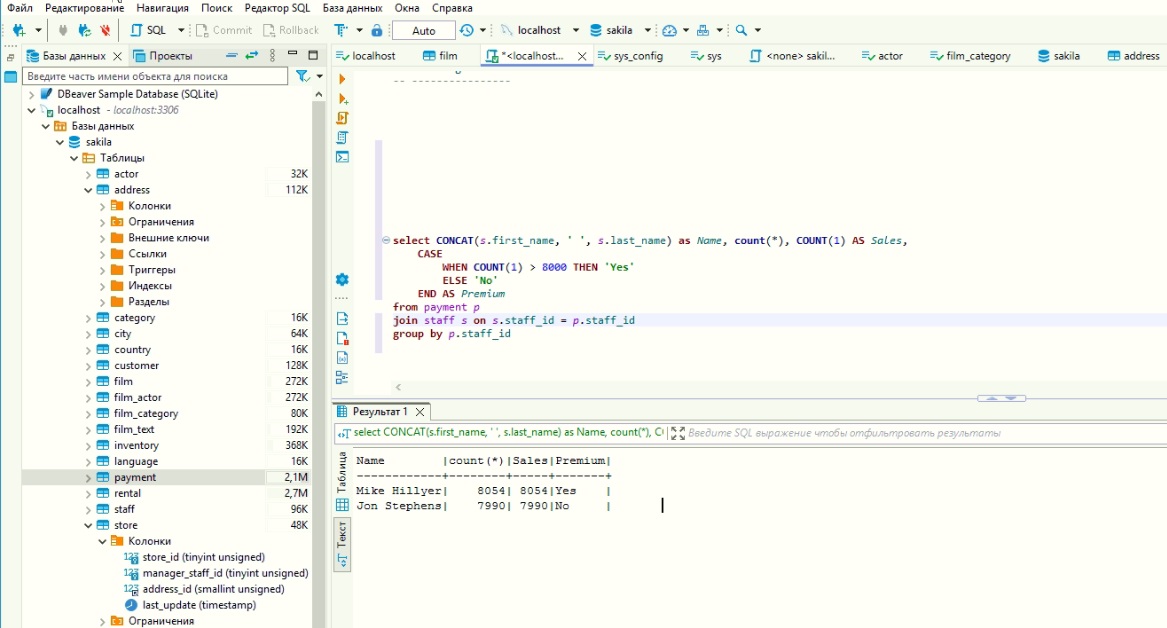 Файл Редактирование Навигация Поиск Редактор SQL База данных Окна Справка
SQL Commit Rollback Auto localhost sakila
Базы данных Проекты
localhost film *<localhost... sys_config sys <none> sakil... actor film_category sakila address
Введите часть имени объекта для поиска
DBeaver Sample Database (SQLite)
localhost - localhost:3306
Базы данных
sakila
Таблицы
actor 32K
address 112K
Колонки
Ограничения
Внешние ключи
Ссылки
Триггеры
Индексы
Разделы
category 16K
city 64K
country 16K
customer 128K
film 272K
film_actor 272K
film_category 80K
film_text 192K
inventory 368K
language 16K
payment 2,1M
rental 2,7M
staff 96K
store 48K
Колонки
store_id (tinyint unsigned)
manager_staff_id (tinyint unsigned)
address_id (smallint unsigned)
last_update (timestamp)
Ограничения
-- ---------------
select CONCAT(s.first_name, ' ', s.last_name) as Name, count(*), COUNT(1) AS Sales,
CASE
WHEN COUNT(1) > 8000 THEN 'Yes'
ELSE 'No'
END AS Premium
from payment p
join staff s on s.staff_id = p.staff_id
group by p.staff_id
Результат 1
select CONCAT(s.first_name, ' ', s.last_name) as Name, count(*), C Введите SQL выражение чтобы отфильтровать результаты
Таблица
Текст
Name |count(*)|Sales|Premium|
------------+--------+-----+-------+
Mike Hillyer| 8054| 8054|Yes |
Jon Stephens| 7990| 7990|No |